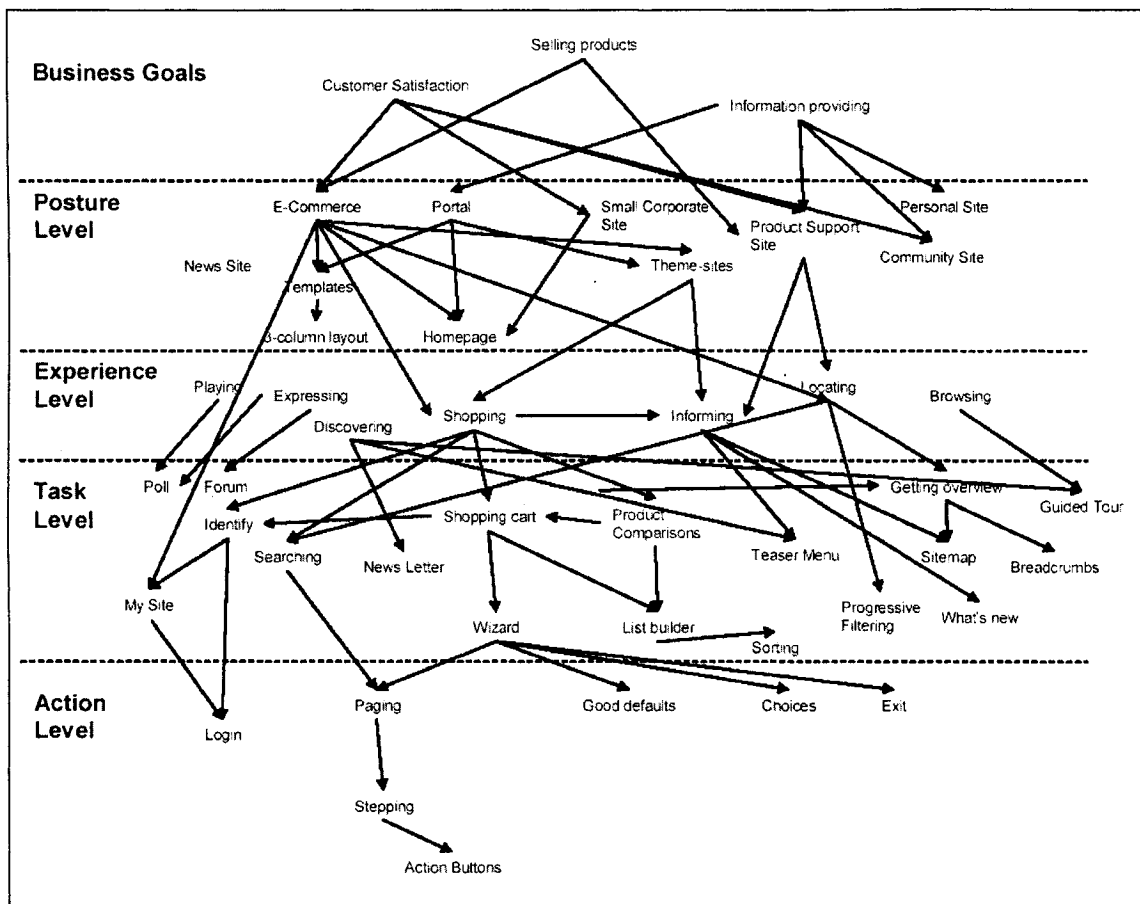 Business Goals
Selling products
Customer Satisfaction
Information providing
Posture
Level
E-Commerce
Portal
Small Corporate
Site
Product Support
Site
Personal Site
Community Site
News Site
Templates
Theme-sites
3-column layout
Homepage
Experience
Level
Playing
Expressing
Discovering
Shopping
Informing
Locating
Browsing
Task
Level
Poll
Forum
Identify
Searching
News Letter
Shopping cart
Product
Comparisons
Getting overview
Guided Tour
Teaser Menu
Sitemap
Breadcrumbs
My Site
Wizard
List builder
Sorting
Progressive
Filtering
What's new
Action
Level
Login
Paging
Good defaults
Choices
Exit
Stepping
Action Buttons